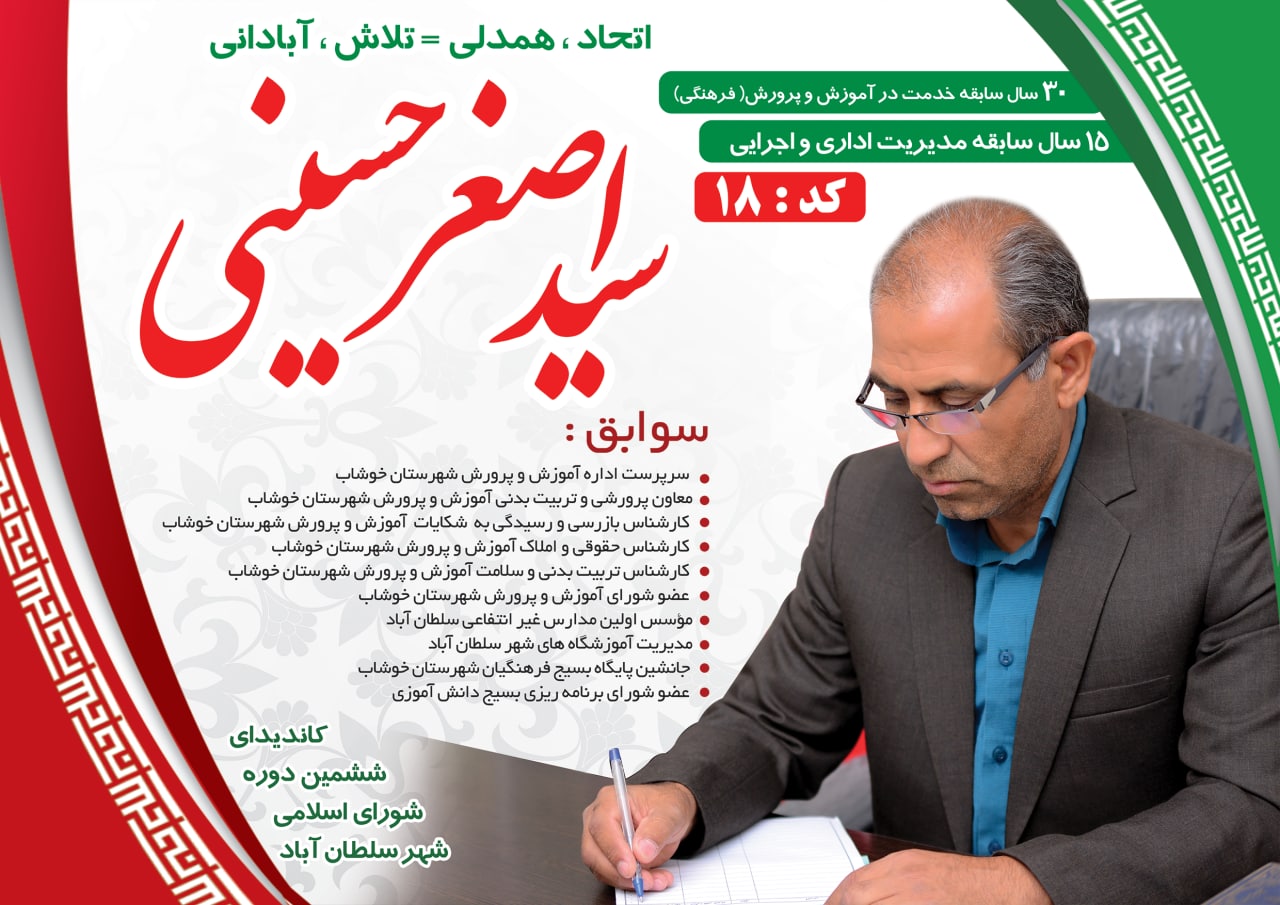 اتحاد ، همدلی = تلاش ، آبادانی
۳۰ سال سابقه خدمت در آموزش و پرورش( فرهنگی)
۱۵ سال سابقه مدیریت اداری و اجرایی
کد : ۱۸
سید اصغر حسینی
سوابق :
سرپرست اداره آموزش و پرورش شهرستان خوشاب
معاون پرورشی و تربیت بدنی آموزش و پرورش شهرستان خوشاب
کارشناس بازرسی و رسیدگی به شکایات آموزش و پرورش شهرستان خوشاب
کارشناس حقوقی و املاک آموزش و پرورش شهرستان خوشاب
کارشناس تربیت بدنی و سلامت آموزش و پرورش شهرستان خوشاب
عضو شورای آموزش و پرورش شهرستان خوشاب
مؤسس اولین مدارس غیر انتفاعی سلطان آباد
مدیریت آموزشگاه های شهر سلطان آباد
جانشین پایگاه بسیج فرهنگیان شهرستان خوشاب
عضو شورای برنامه ریزی بسیج دانش آموزی
کاندیدای
ششمین دوره
شورای اسلامی
شهر سلطان آباد